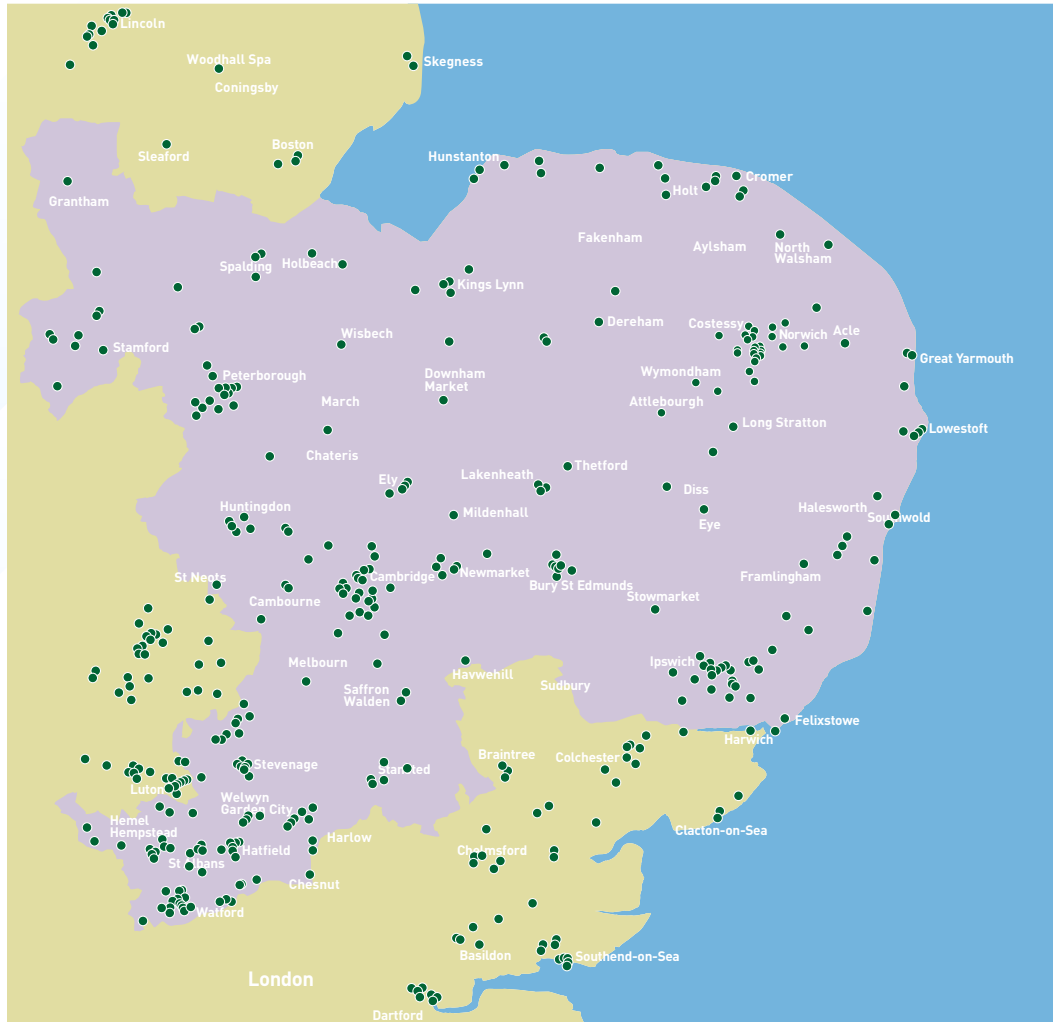 Lincoln
Woodhall Spa
Skegness
Coningsby
Boston
Sleaford
Hunstanton
Cromer
Holt
Grantham
Fakenham
Aylsham
North
Walsham
Spalding
Holbeach
Kings Lynn
Dereham
Costessy
Norwich
Acle
Wisbech
Stamford
Great Yarmouth
Wymondham
Peterborough
Downham
Market
March
Attlebourgh
Long Stratton
Lowestoft
Chateris
Thetford
Lakenheath
Ely
Diss
Huntingdon
Mildenhall
Halesworth
Southwold
Eye
St Neots
Cambridge
Newmarket
Framlingham
Bury St Edmunds
Cambourne
Stowmarket
Melbourn
Ipswich
Havwehill
Sudbury
Saffron
Walden
Felixstowe
Harwich
Braintree
Colchester
Stevenage
Stansted
Luton
Welwyn
Garden City
Hemel
Hempstead
Clacton-on-Sea
Harlow
Hatfield
Chelmsford
St Albans
Chesnut
Watford
Basildon
Southend-on-Sea
London
Dartford